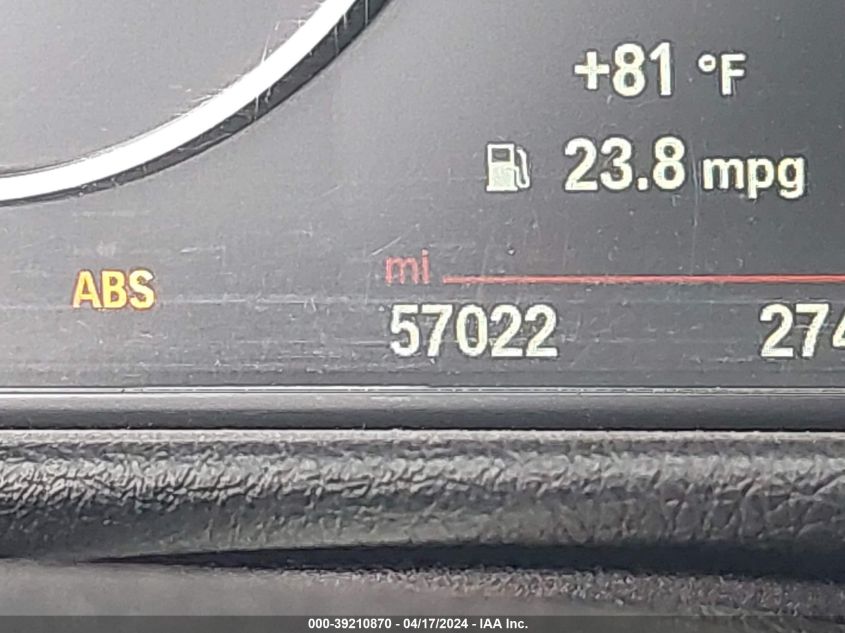 +81 °F
23.8 mpg
ABS
mi
57022
000-39210870 • 04/17/2024 - IAA Inc.